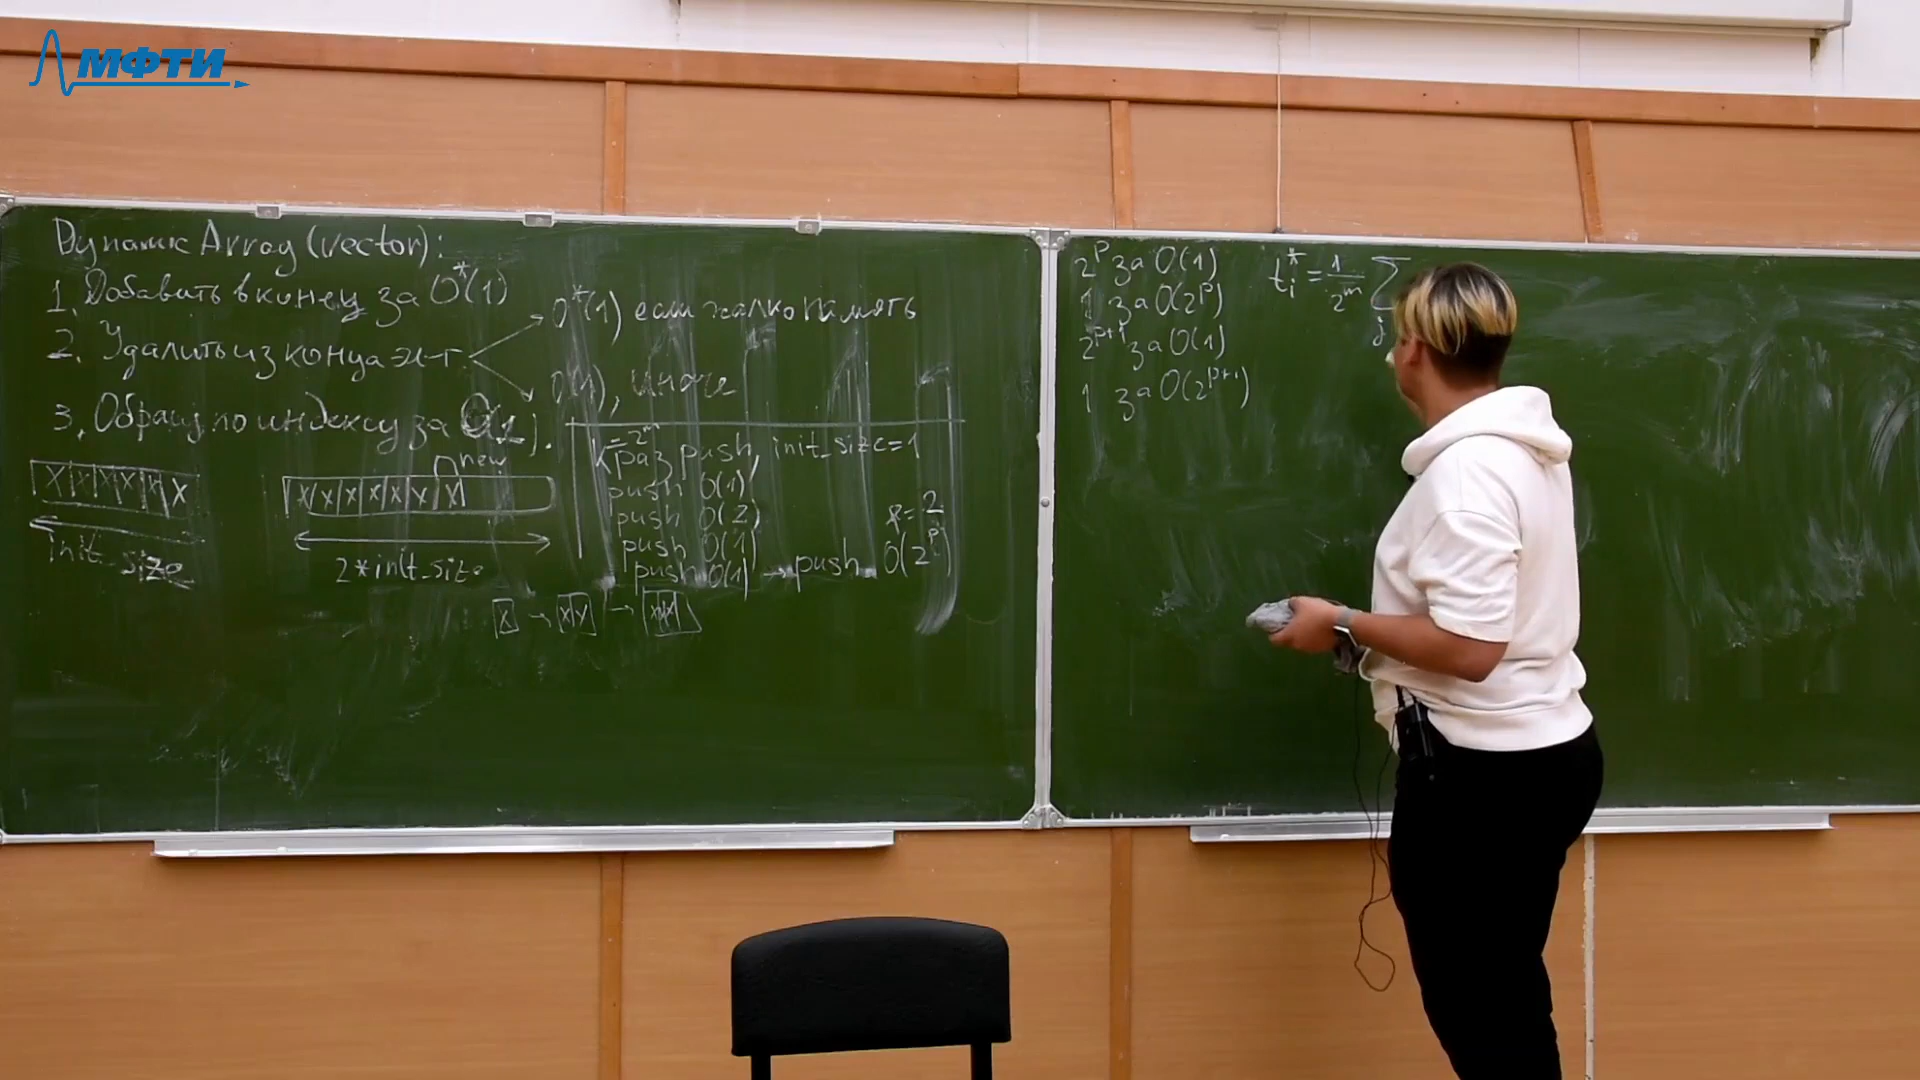 МФТИ
Dynamic Array (vector):
1. Добавить в конец за O*(1)
2. Удалить из конца эл-т
O*(1) если жалко память
O(1), иначе
3. Обращ. по индексу за
new
init_size
2*init_size
k=2^m
раз push, init_size=1
push O(1)
push O(2)
push O(1)
push O(1) → push O(2^p)
x → x y →
2^p за O(1)
1 за O(2^p)
2^{p+1} за O(1)
1 за O(2^{p+1})
t_i^* = 1/2^m Σ
j